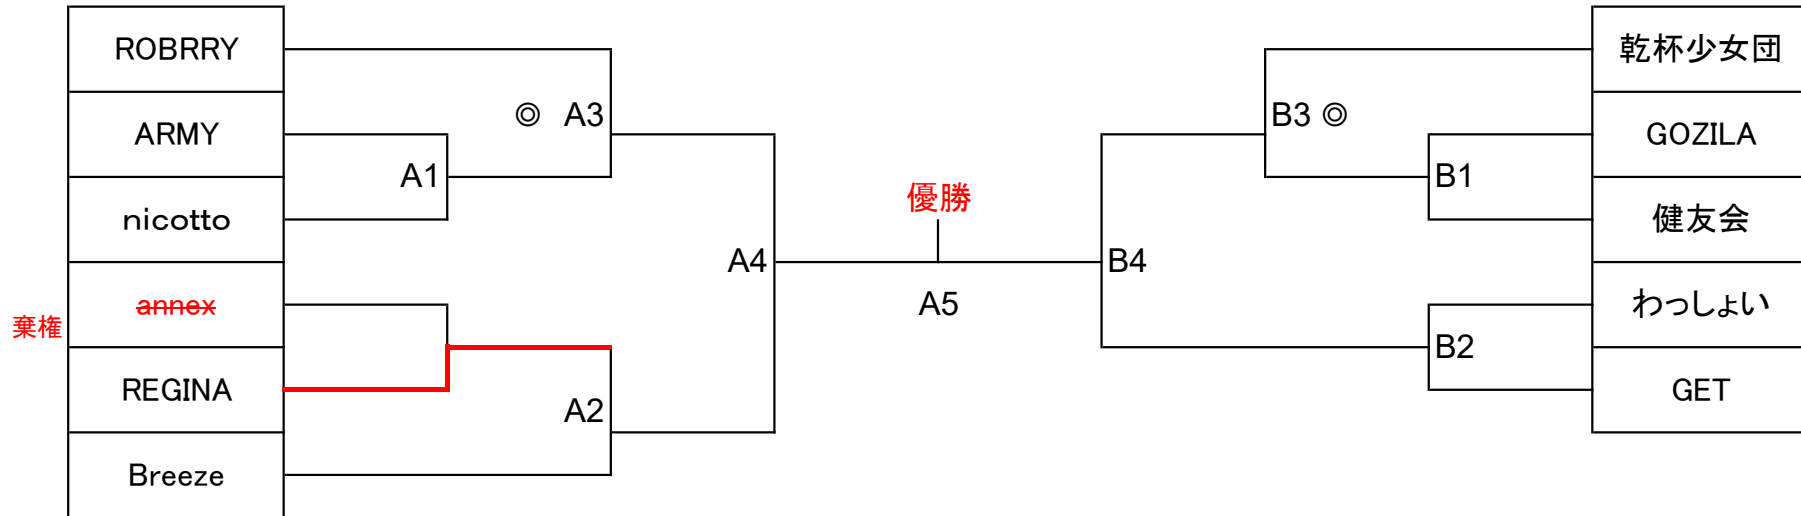 ROBRRY
ARMY
nicotto
annex
REGINA
Breeze
棄権
◎ A3
A1
A4
A2
優勝
A5
B3 ◎
B1
B4
B2
乾杯少女団
GOZILA
健友会
わっしょい
GET